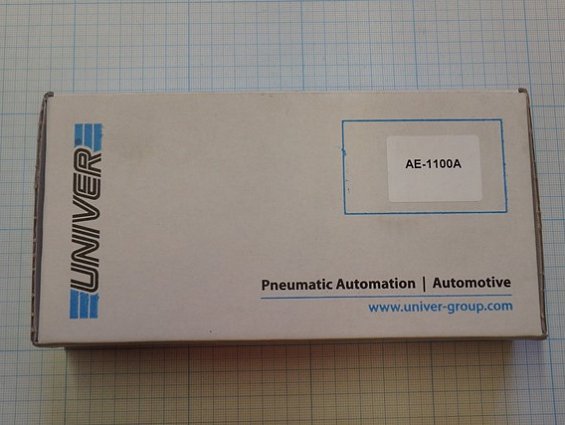 UNIVER
AE-1100A
Pneumatic Automation | Automotive
www.univer-group.com